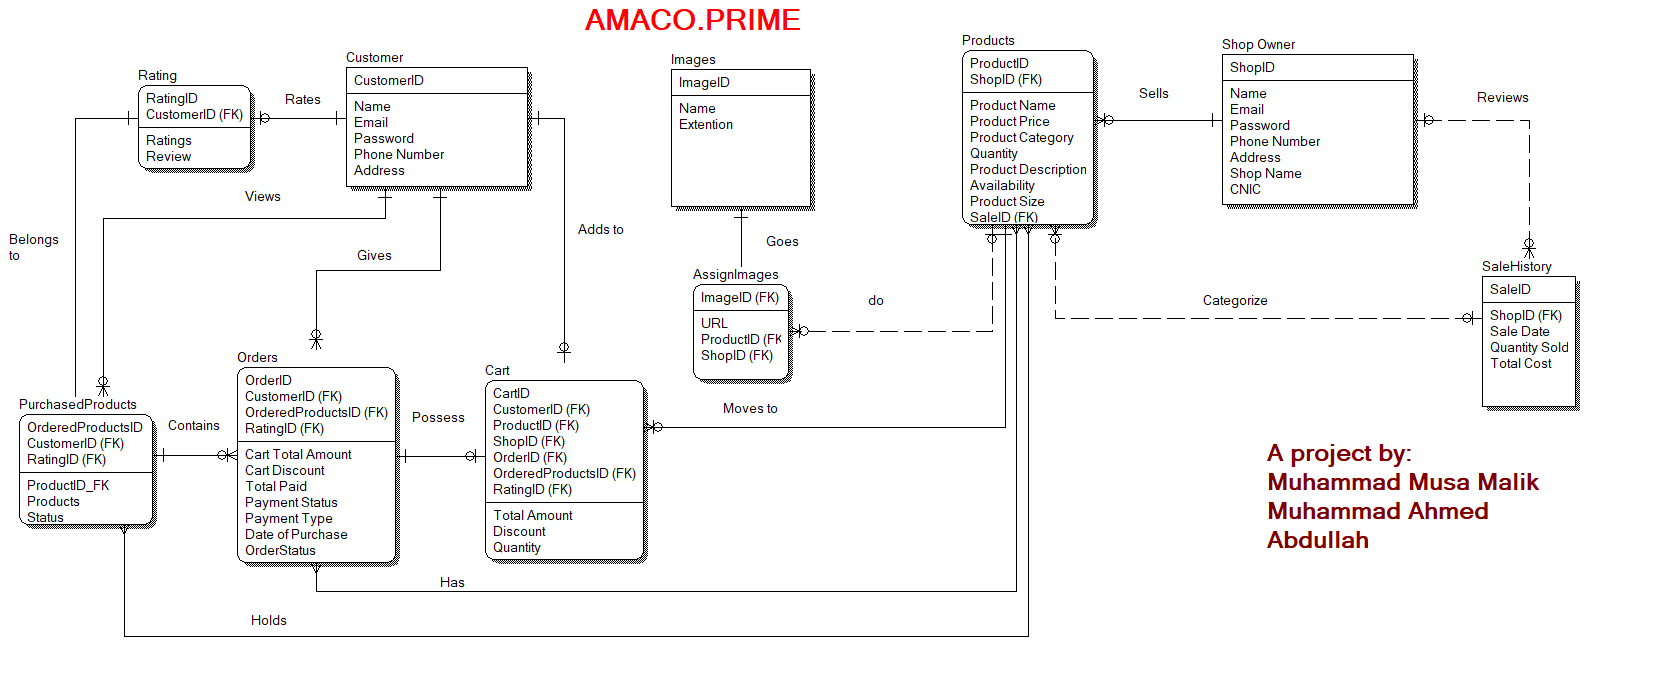 AMACO.PRIME
Rating
RatingID
CustomerID (FK)
Ratings
Review
Rates
Customer
CustomerID
Name
Email
Password
Phone Number
Address
Images
ImageID
Name
Extention
Products
ProductID
ShopID (FK)
Product Name
Product Price
Product Category
Quantity
Product Description
Availability
Product Size
SaleID (FK)
Sells
Shop Owner
ShopID
Name
Email
Password
Phone Number
Address
Shop Name
CNIC
Reviews
Views
Belongs
to
Gives
Adds to
Goes
AssignImages
ImageID (FK)
URL
ProductID (FK
ShopID (FK)
do
Categorize
SaleHistory
SaleID
ShopID (FK)
Sale Date
Quantity Sold
Total Cost
PurchasedProducts
OrderedProductsID
CustomerID (FK)
RatingID (FK)
ProductID_FK
Products
Status
Contains
Orders
OrderID
CustomerID (FK)
OrderedProductsID (FK)
RatingID (FK)
Cart Total Amount
Cart Discount
Total Paid
Payment Status
Payment Type
Date of Purchase
OrderStatus
Possess
Cart
CartID
CustomerID (FK)
ProductID (FK)
ShopID (FK)
OrderID (FK)
OrderedProductsID (FK)
RatingID (FK)
Total Amount
Discount
Quantity
Moves to
Has
Holds
A project by:
Muhammad Musa Malik
Muhammad Ahmed
Abdullah